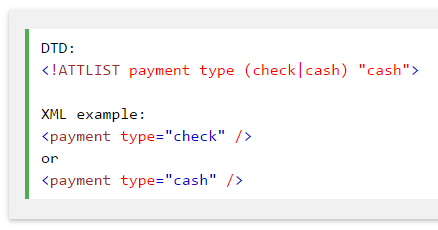 DTD:
<!ATTLIST payment type (check|cash) "cash">
XML example:
<payment type="check" />
or
<payment type="cash" />